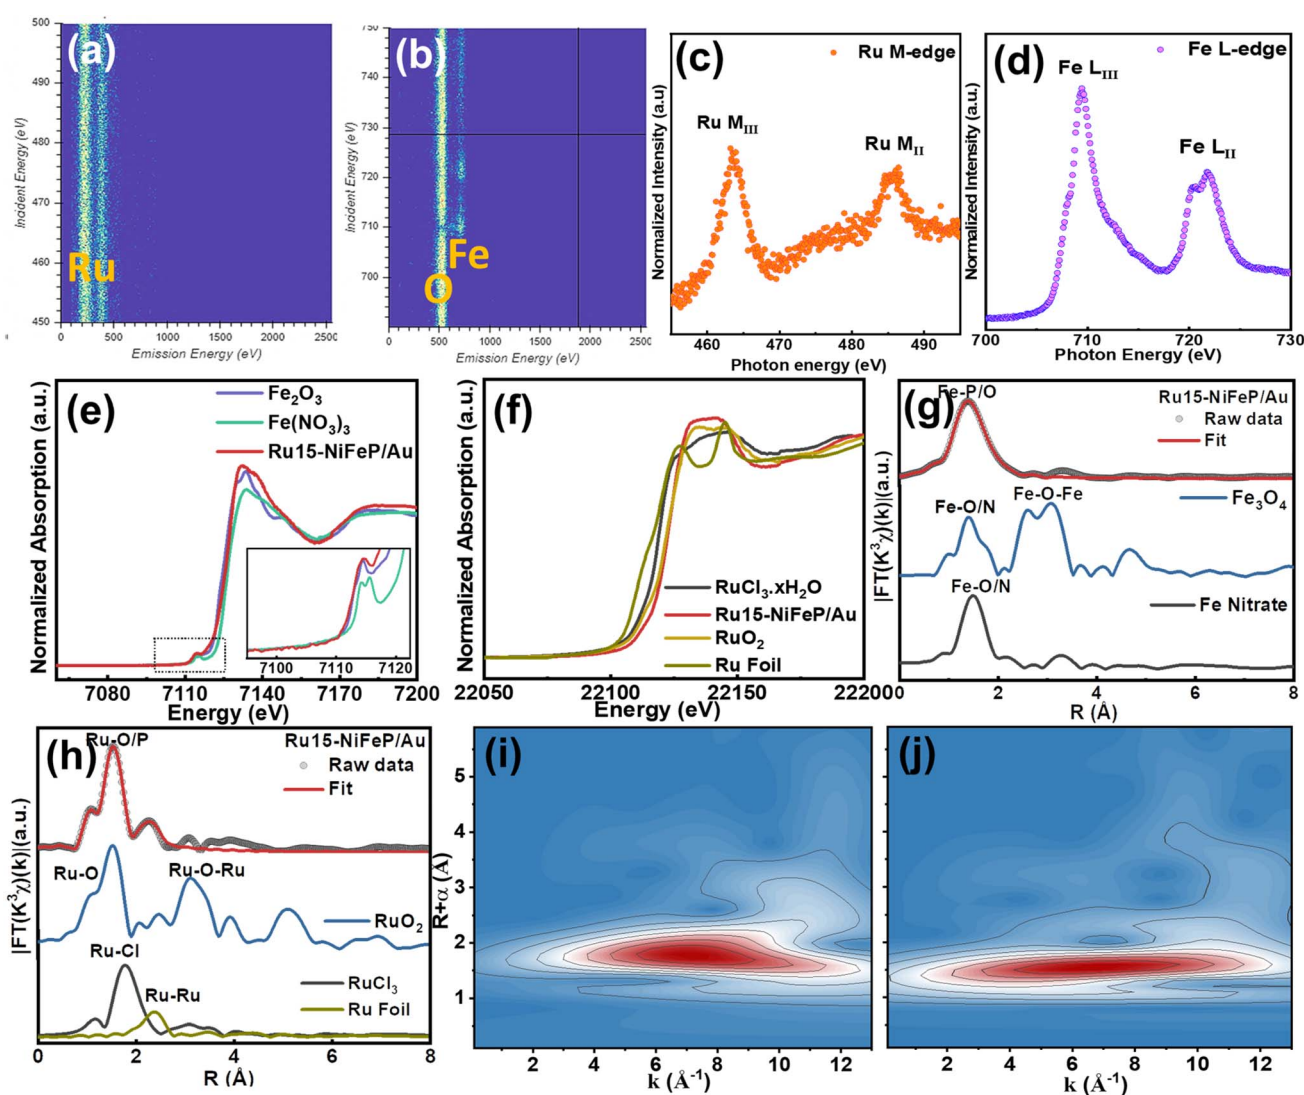 (a)
500
490
480
470
460
450
Incident Energy (eV)
Ru
0 500 1000 1500 2000 2500
Emission Energy (eV)
(b)
750
740
730
720
710
700
Incident Energy (eV)
Fe
O
0 500 1000 1500 2000 2500
Emission Energy (eV)
(c)
Ru M-edge
Ru MIII
Ru MII
Normalized Intensity (a.u)
460 470 480 490
Photon energy (eV)
(d)
Fe L-edge
Fe LIII
Fe LII
Normalized Intensity (a.u.)
700 710 720 730
Photon Energy (eV)
(e)
Fe2O3
Fe(NO3)3
Ru15-NiFeP/Au
Normalized Absorption (a.u.)
7100 7110 7120
7080 7110 7140 7170 7200
Energy (eV)
(f)
RuCl3.xH2O
Ru15-NiFeP/Au
RuO2
Ru Foil
Normalized Absorption (a.u.)
22050 22100 22150 22200
Energy (eV)
(g)
Fe-P/O
Ru15-NiFeP/Au
Raw data
Fit
Fe-O-Fe
Fe-O/N
Fe3O4
Fe-O/N
Fe Nitrate
|FT(K3χ)(k)|(a.u.)
0 2 4 6 8
R (Å)
(h)
Ru-O/P
Ru15-NiFeP/Au
Raw data
Fit
Ru-O
Ru-O-Ru
RuO2
Ru-Cl
Ru-Ru
RuCl3
Ru Foil
|FT(K3χ)(k)|(a.u.)
0 2 4 6 8
R (Å)
(i)
R+α (Å)
5
4
3
2
1
2 4 6 8 10 12
k (Å-1)
(j)
2 4 6 8 10 12
k (Å-1)